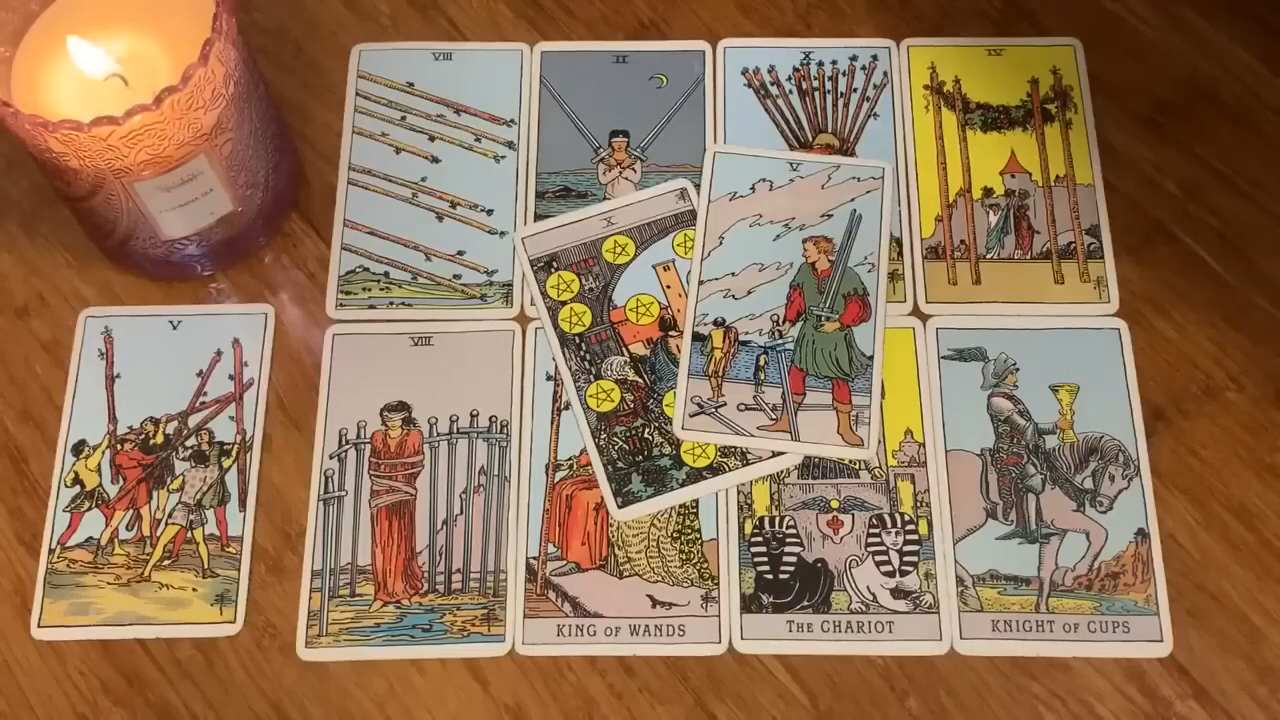 VIII
II
X
IV
X
V
V
VIII
KING OF WANDS
THE CHARIOT
KNIGHT OF CUPS